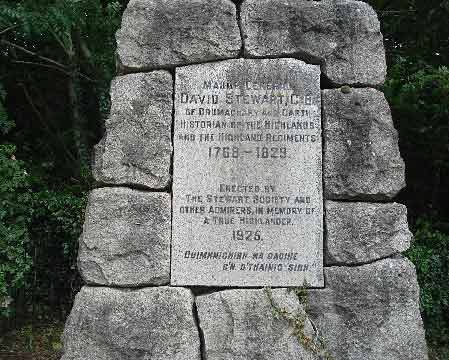 MAJOR GENERAL
DAVID STEWART, C.B.
OF DRUMACHARY AND GARTH
HISTORIAN OF THE HIGHLANDS
AND THE HIGHLAND REGIMENTS
1768 – 1829
ERECTED BY
THE STEWART SOCIETY AND
OTHER ADMIRERS, IN MEMORY OF
A TRUE HIGHLANDER.
1925.
CUIMHNICHIBH NA DAOINE
O'N D'THAINIG SIBH